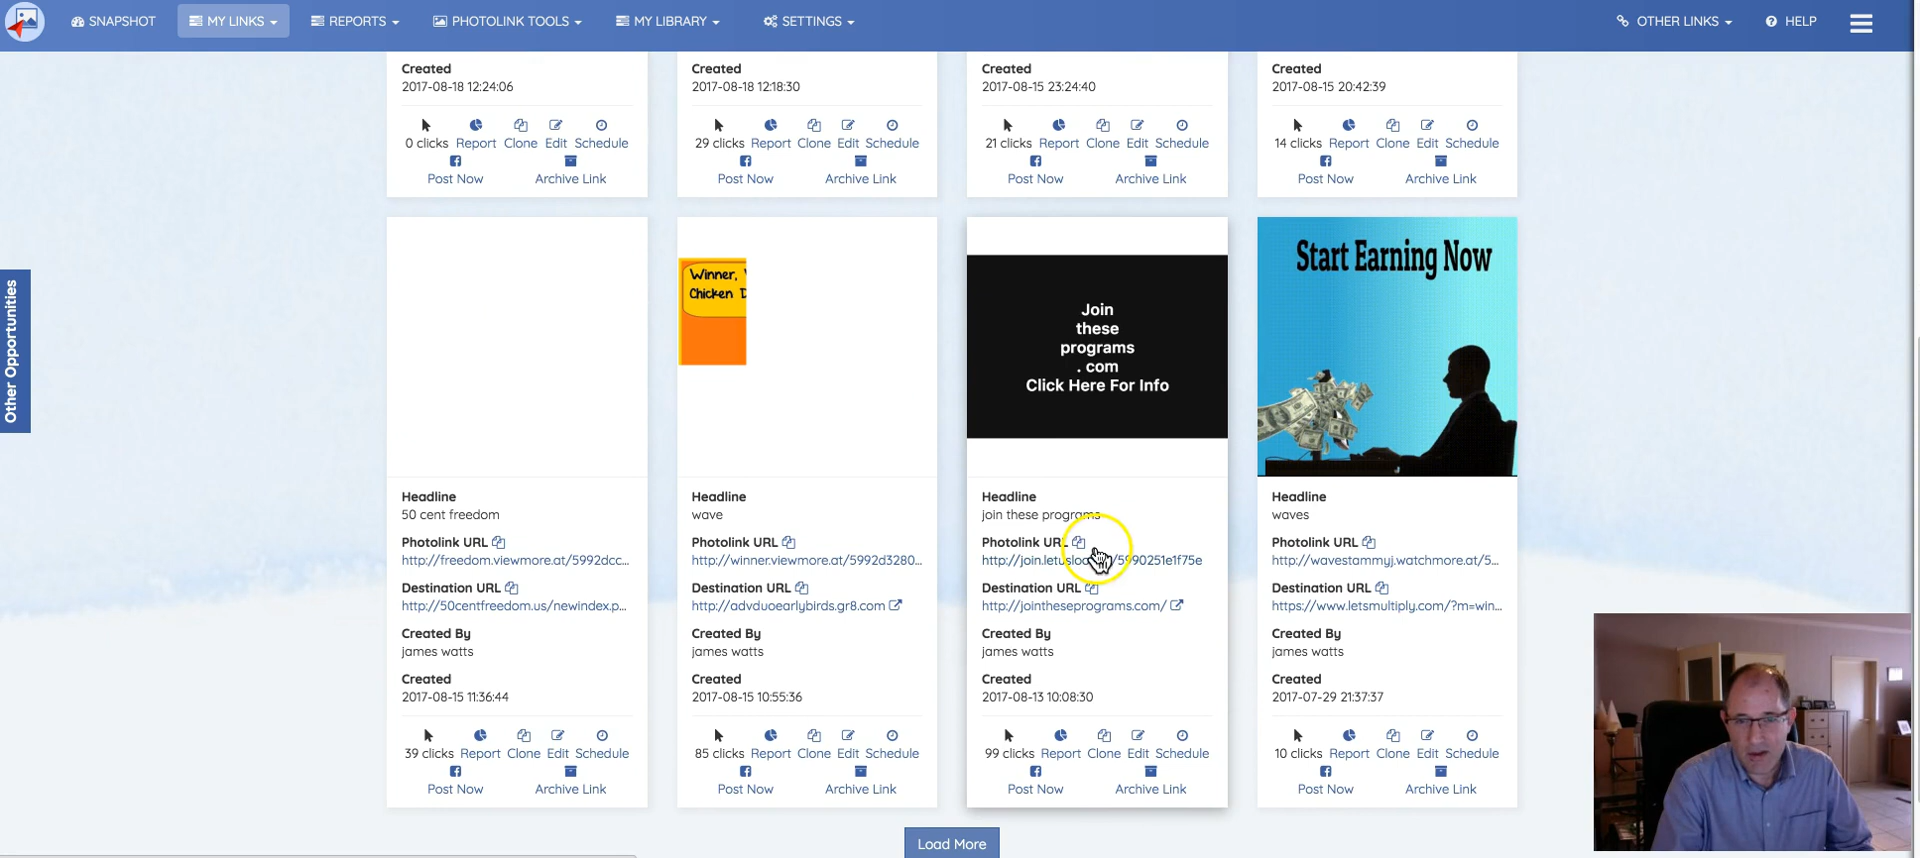 SNAPSHOT MY LINKS REPORTS PHOTOLINK TOOLS MY LIBRARY SETTINGS OTHER LINKS HELP
Other Opportunities
Created
2017-08-18 12:24:06
0 clicks Report Clone Edit Schedule
Post Now Archive Link
Created
2017-08-18 12:18:30
29 clicks Report Clone Edit Schedule
Post Now Archive Link
Created
2017-08-15 23:24:40
21 clicks Report Clone Edit Schedule
Post Now Archive Link
Created
2017-08-15 20:42:39
14 clicks Report Clone Edit Schedule
Post Now Archive Link
Headline
50 cent freedom
Photolink URL
http://freedom.viewmore.at/5992dcc...
Destination URL
http://50centfreedom.us/newindex.p...
Created By
james watts
Created
2017-08-15 11:36:44
39 clicks Report Clone Edit Schedule
Post Now Archive Link
Winner,
Chicken D
Headline
wave
Photolink URL
http://winner.viewmore.at/5992d3280...
Destination URL
http://advduoearlybirds.gr8.com
Created By
james watts
Created
2017-08-15 10:55:36
85 clicks Report Clone Edit Schedule
Post Now Archive Link
Join
these
programs
. com
Click Here For Info
Headline
join these programs
Photolink URL
Destination URL
http://jointheseprograms.com/
Created By
james watts
Created
2017-08-13 10:08:30
99 clicks Report Clone Edit Schedule
Post Now Archive Link
Start Earning Now
Headline
waves
Photolink URL
http://wavestammyj.watchmore.at/5...
Destination URL
https://www.letsmultiply.com/?m=win...
Created By
james watts
Created
2017-07-29 21:37:37
10 clicks Report Clone Edit Schedule
Post Now Archive Link
Load More